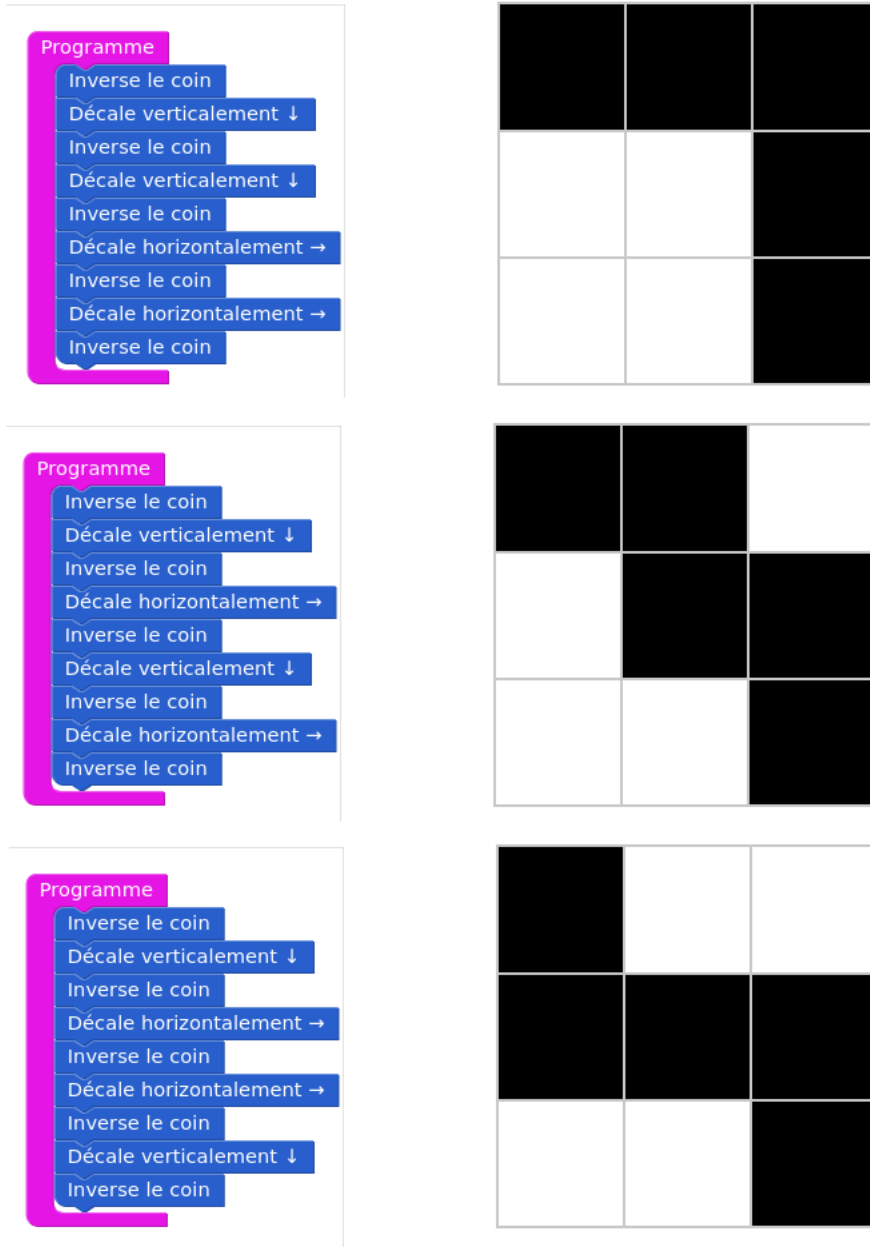 Programme
Inverse le coin
Décale verticalement ↓
Inverse le coin
Décale verticalement ↓
Inverse le coin
Décale horizontalement →
Inverse le coin
Décale horizontalement →
Inverse le coin
Programme
Inverse le coin
Décale verticalement ↓
Inverse le coin
Décale horizontalement →
Inverse le coin
Décale verticalement ↓
Inverse le coin
Décale horizontalement →
Inverse le coin
Programme
Inverse le coin
Décale verticalement ↓
Inverse le coin
Décale horizontalement →
Inverse le coin
Décale horizontalement →
Inverse le coin
Décale verticalement ↓
Inverse le coin